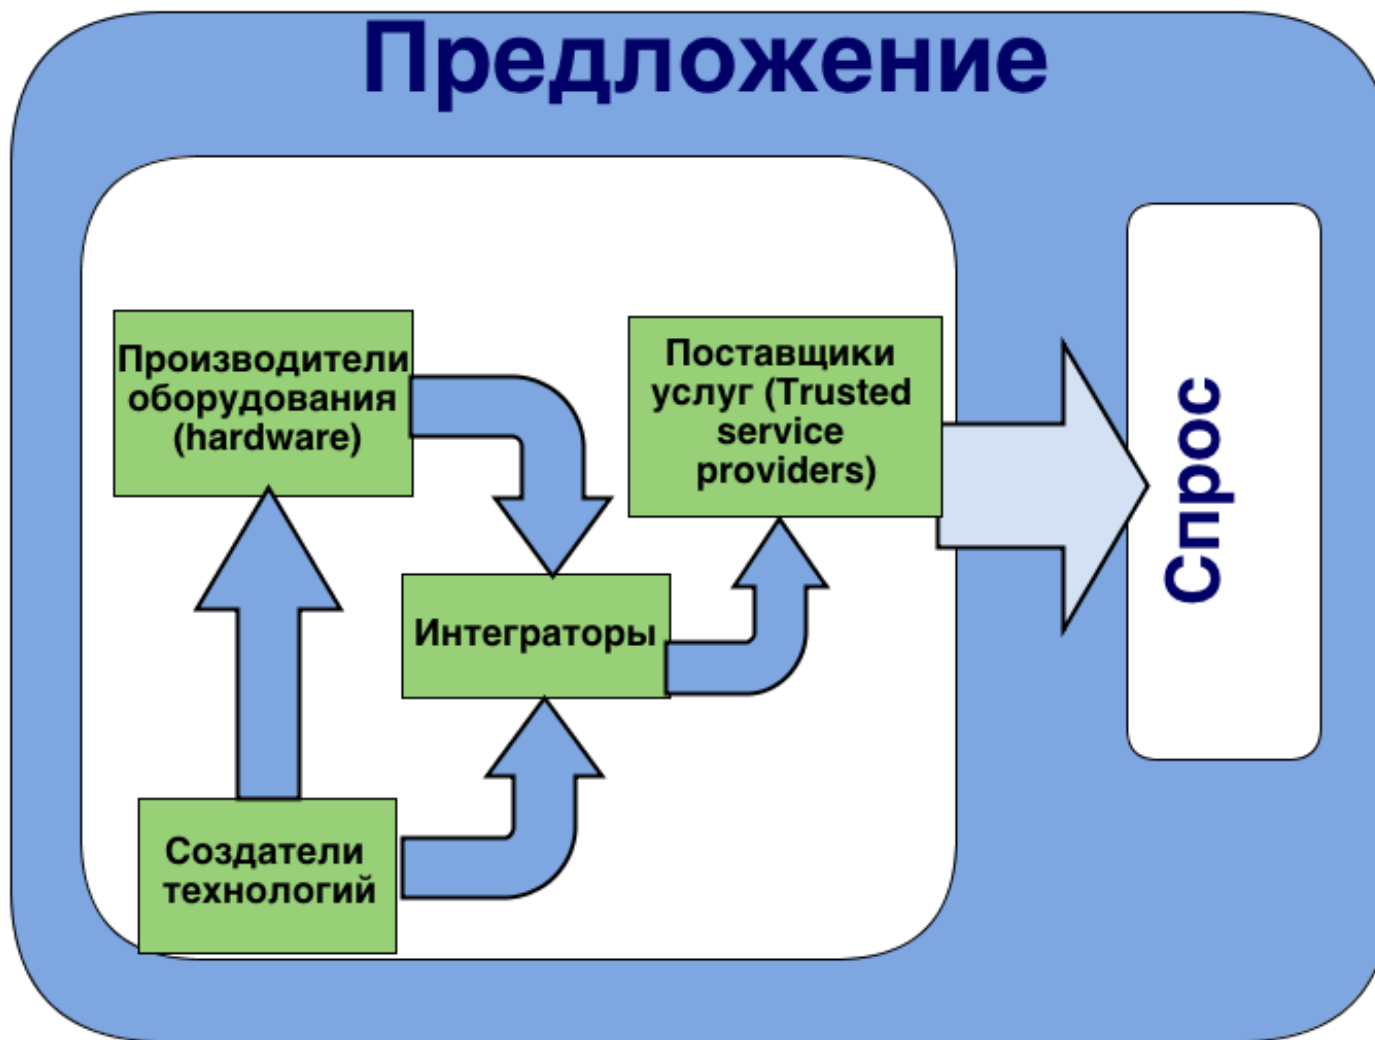 Предложение
Производители
оборудования
(hardware)
Поставщики
услуг (Trusted
service
providers)
Спрос
Интеграторы
Создатели
технологий